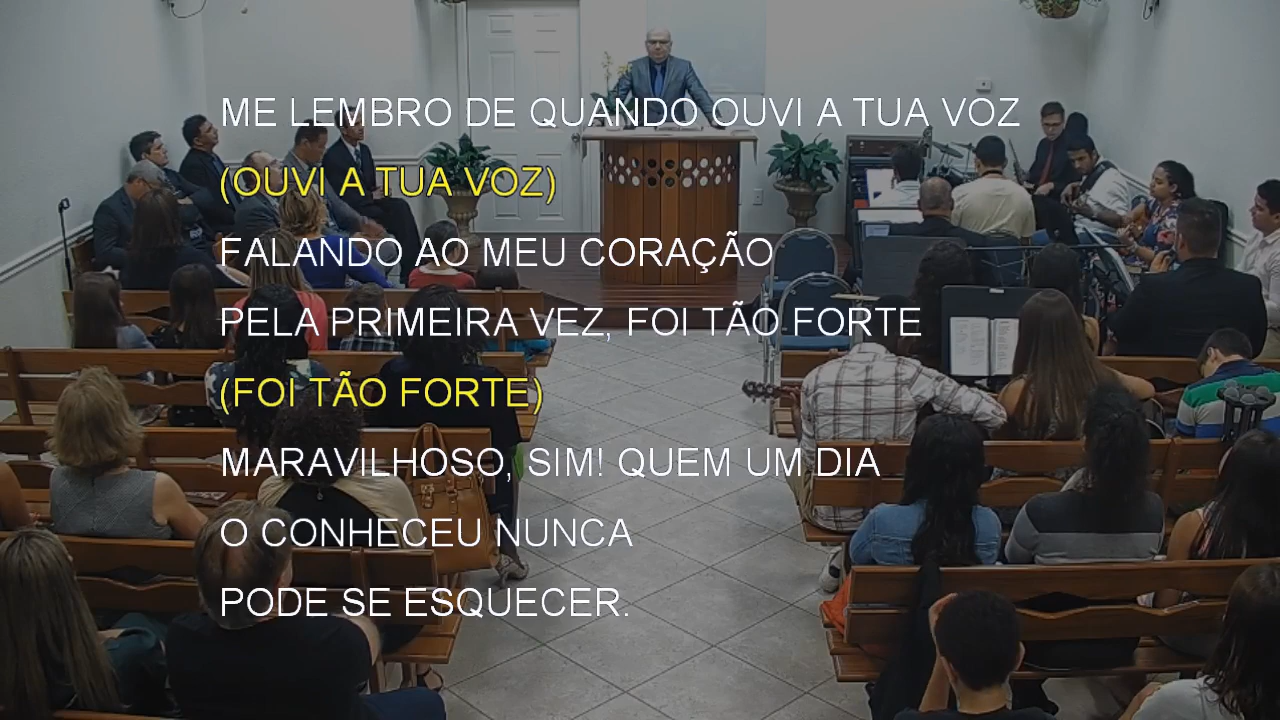 ME LEMBRO DE QUANDO OUVI A TUA VOZ
(OUVI A TUA VOZ)
FALANDO AO MEU CORAÇÃO
PELA PRIMEIRA VEZ, FOI TÃO FORTE
(FOI TÃO FORTE)
MARAVILHOSO, SIM! QUEM UM DIA
O CONHECEU NUNCA
PODE SE ESQUECER.